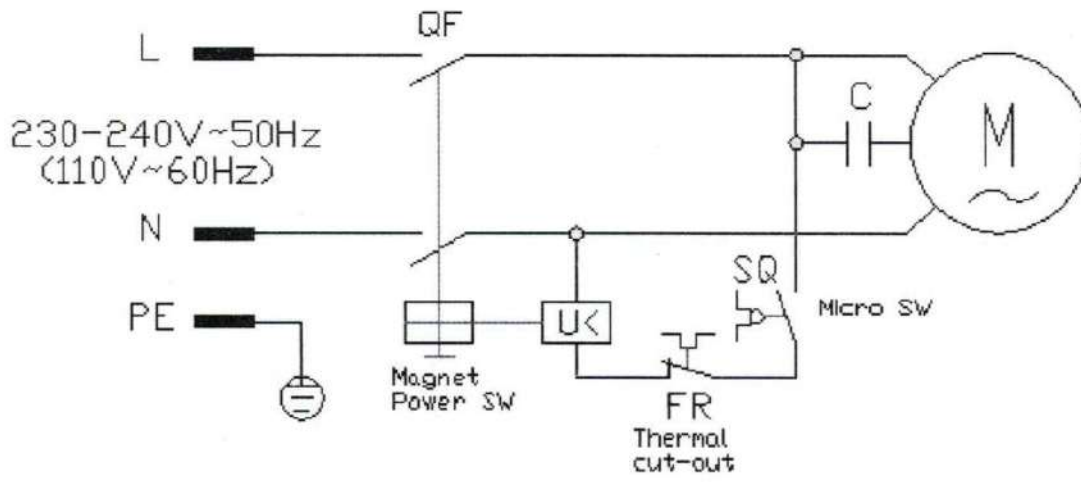 QF
L
C
230-240V~50Hz
(110V~60Hz)
M
N
SQ
PE
U<
Micro SW
Magnet
Power SW
FR
Thermal
cut-out